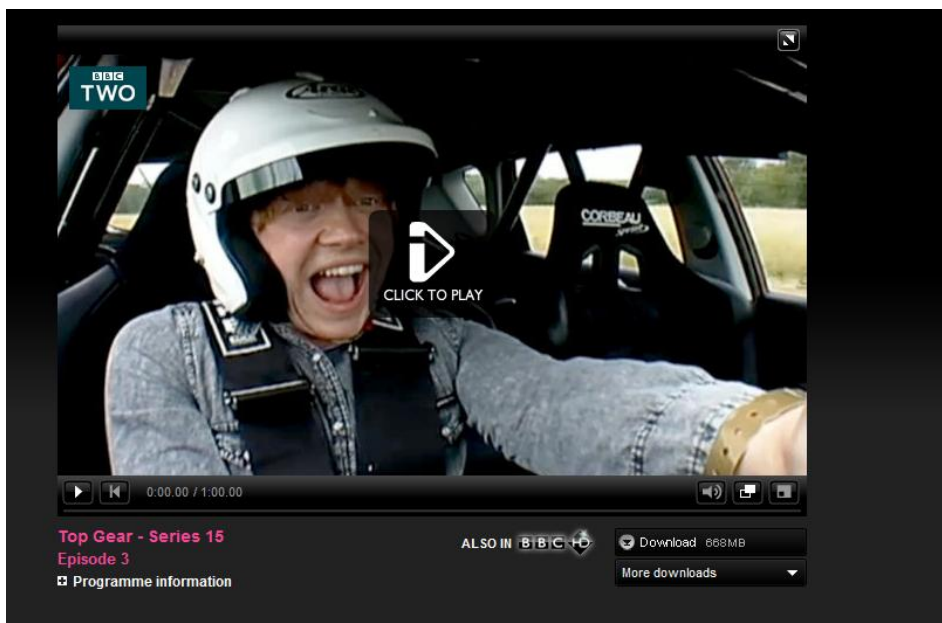 BBC
TWO
Arai
CORBEAU
sprint
CLICK TO PLAY
0:00.00 / 1:00.00
Top Gear - Series 15
Episode 3
Programme information
ALSO IN BBC HD
Download 668MB
More downloads